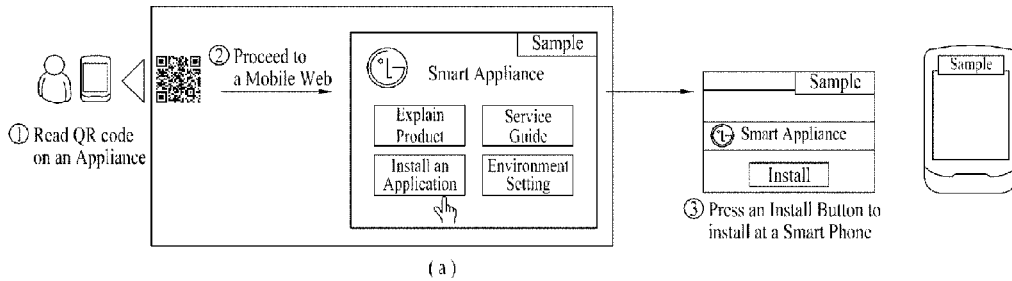 ① Read QR code
on an Appliance
② Proceed to
a Mobile Web
Sample
Smart Appliance
Explain
Product
Service
Guide
Install an
Application
Environment
Setting
Sample
Smart Appliance
Install
③ Press an Install Button to
install at a Smart Phone
Sample
( a )